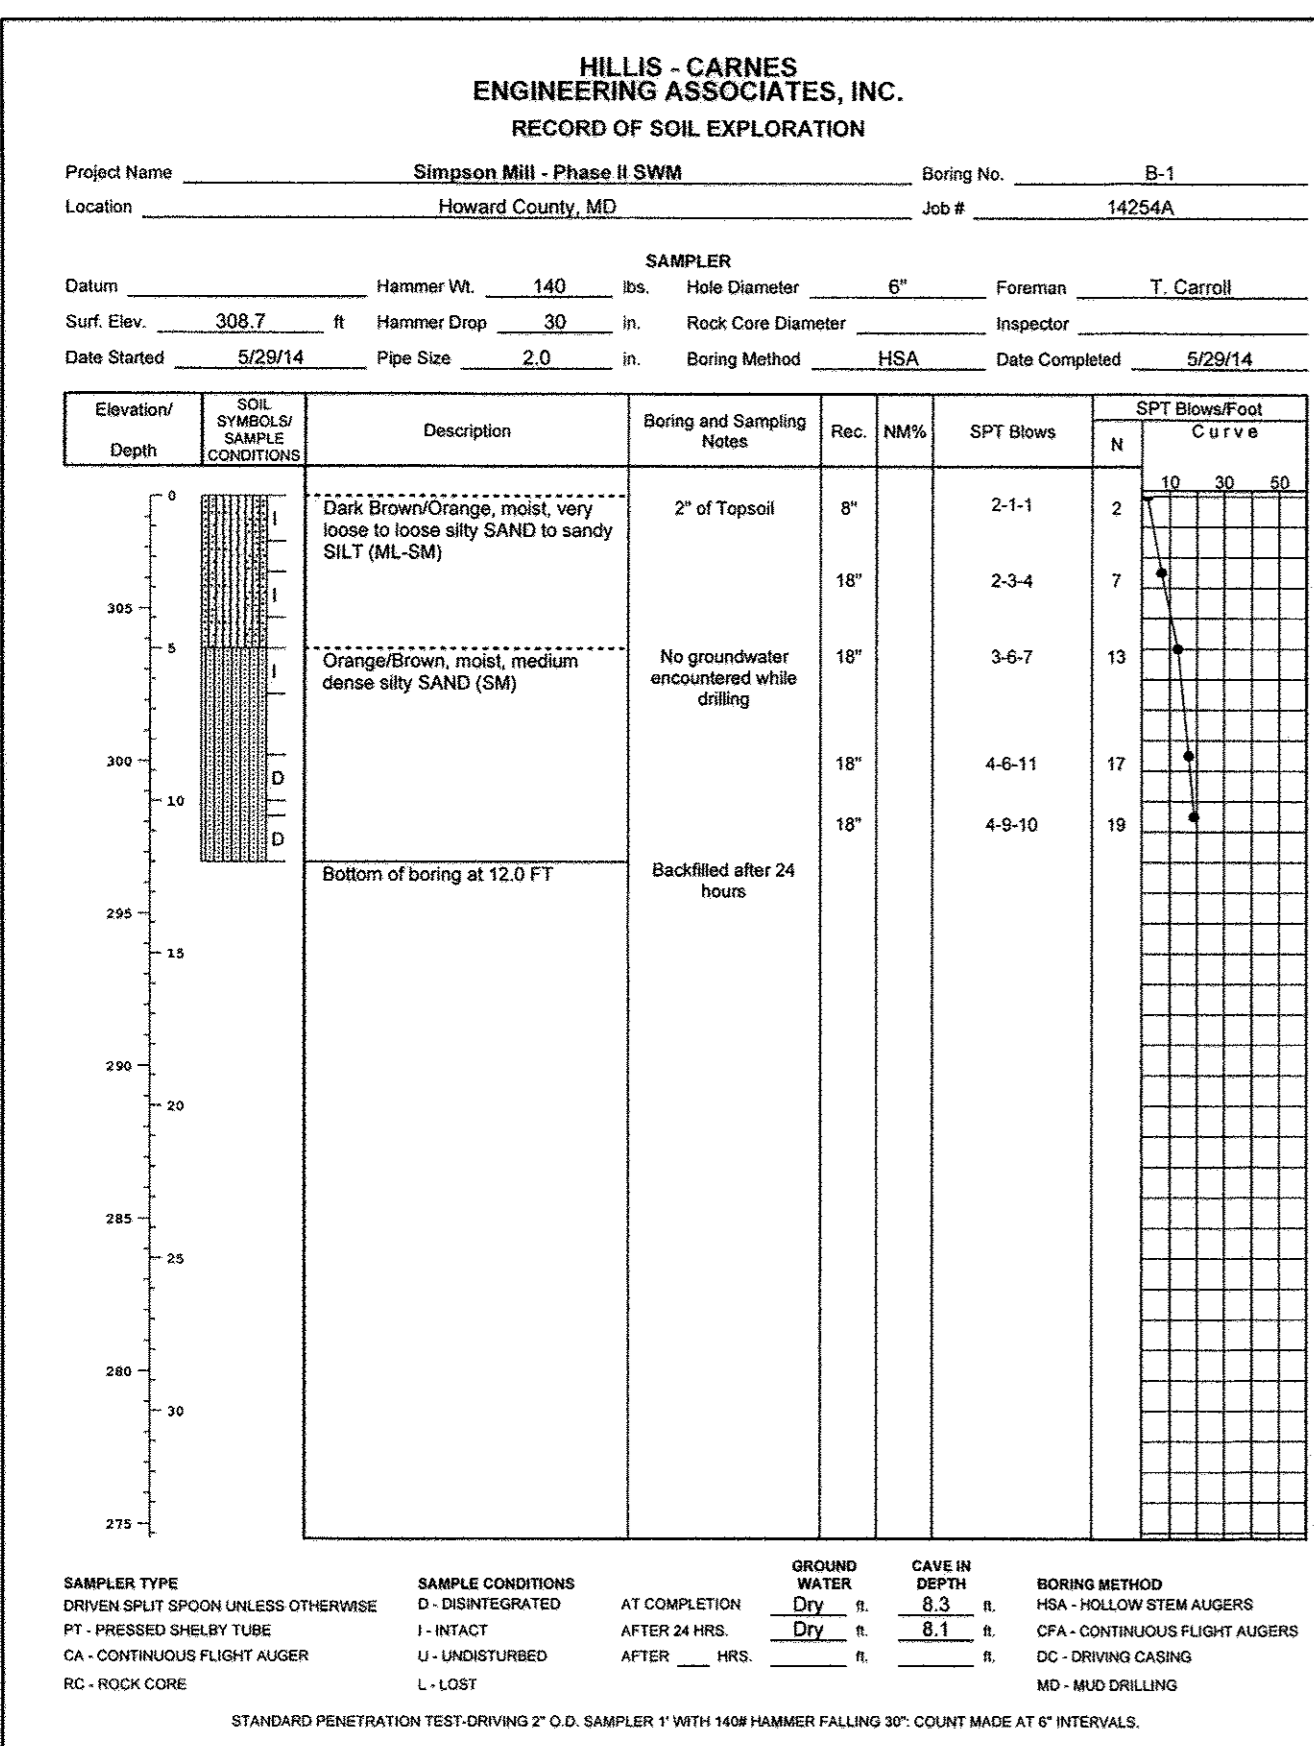 HILLIS - CARNES
ENGINEERING ASSOCIATES, INC.
RECORD OF SOIL EXPLORATION
Project Name Simpson Mill - Phase II SWM Boring No. B-1
Location Howard County, MD Job # 14254A
SAMPLER
Datum Hammer Wt. 140 lbs. Hole Diameter 6" Foreman T. Carroll
Surf. Elev. 308.7 ft Hammer Drop 30 in. Rock Core Diameter Inspector
Date Started 5/29/14 Pipe Size 2.0 in. Boring Method HSA Date Completed 5/29/14
Elevation/
Depth
SOIL
SYMBOLS/
SAMPLE
CONDITIONS
Description
Boring and Sampling
Notes
Rec.
NM%
SPT Blows
SPT Blows/Foot
N
Curve
10 30 50
0 I Dark Brown/Orange, moist, very 2" of Topsoil 8" 2-1-1 2
loose to loose silty SAND to sandy
SILT (ML-SM)
I 18" 2-3-4 7
305
5 I Orange/Brown, moist, medium No groundwater 18" 3-6-7 13
dense silty SAND (SM) encountered while
drilling
300 D 18" 4-6-11 17
10
D 18" 4-9-10 19
Bottom of boring at 12.0 FT Backfilled after 24
hours
295
15
290
20
285
25
280
30
275
GROUND CAVE IN
SAMPLER TYPE SAMPLE CONDITIONS WATER DEPTH BORING METHOD
DRIVEN SPLIT SPOON UNLESS OTHERWISE D - DISINTEGRATED AT COMPLETION Dry ft. 8.3 ft. HSA - HOLLOW STEM AUGERS
PT - PRESSED SHELBY TUBE I - INTACT AFTER 24 HRS. Dry ft. 8.1 ft. CFA - CONTINUOUS FLIGHT AUGERS
CA - CONTINUOUS FLIGHT AUGER U - UNDISTURBED AFTER ___ HRS. ft. ft. DC - DRIVING CASING
RC - ROCK CORE L - LOST MD - MUD DRILLING
STANDARD PENETRATION TEST-DRIVING 2" O.D. SAMPLER 1' WITH 140# HAMMER FALLING 30": COUNT MADE AT 6" INTERVALS.